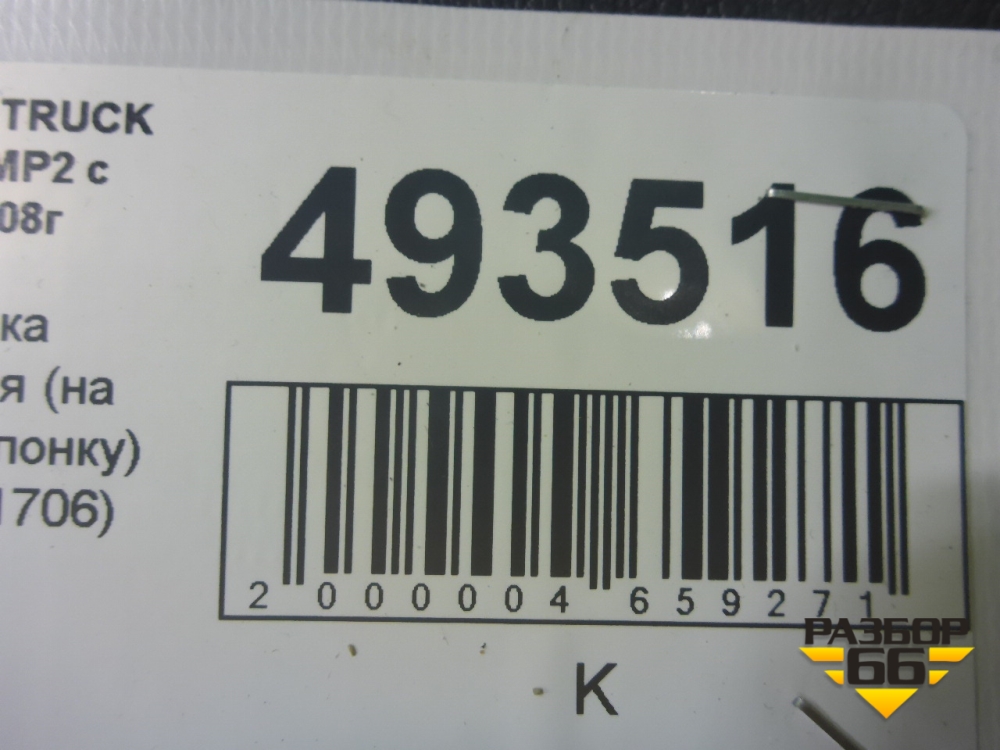 TRUCK
MP2 с
08г
493516
ка
я (на
понку)
1706)
2 000004 659271
К
РАЗБОР
66